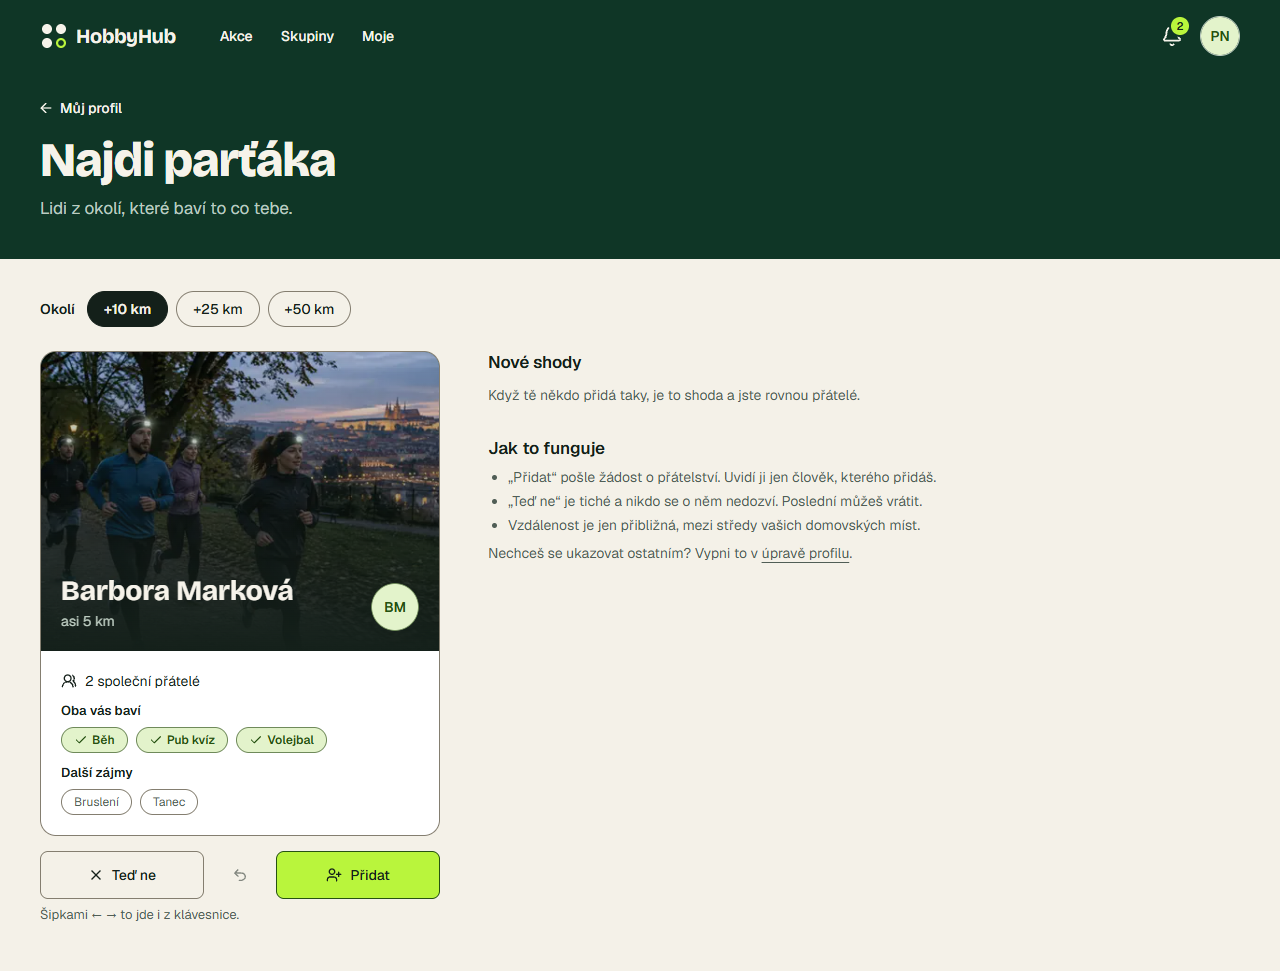 HobbyHub
Akce
Skupiny
Moje
2
PN
← Můj profil
Najdi parťáka
Lidi z okolí, které baví to co tebe.
Okolí
+10 km
+25 km
+50 km
Barbora Marková
asi 5 km
BM
2 společní přátelé
Oba vás baví
Běh
Pub kvíz
Volejbal
Další zájmy
Bruslení
Tanec
Teď ne
Přidat
Šipkami ← → to jde i z klávesnice.
Nové shody
Když tě někdo přidá taky, je to shoda a jste rovnou přátelé.
Jak to funguje
• „Přidat“ pošle žádost o přátelství. Uvidí ji jen člověk, kterého přidáš.
• „Teď ne“ je tiché a nikdo se o něm nedozví. Poslední můžeš vrátit.
• Vzdálenost je jen přibližná, mezi středy vašich domovských míst.
Nechceš se ukazovat ostatním? Vypni to v úpravě profilu.